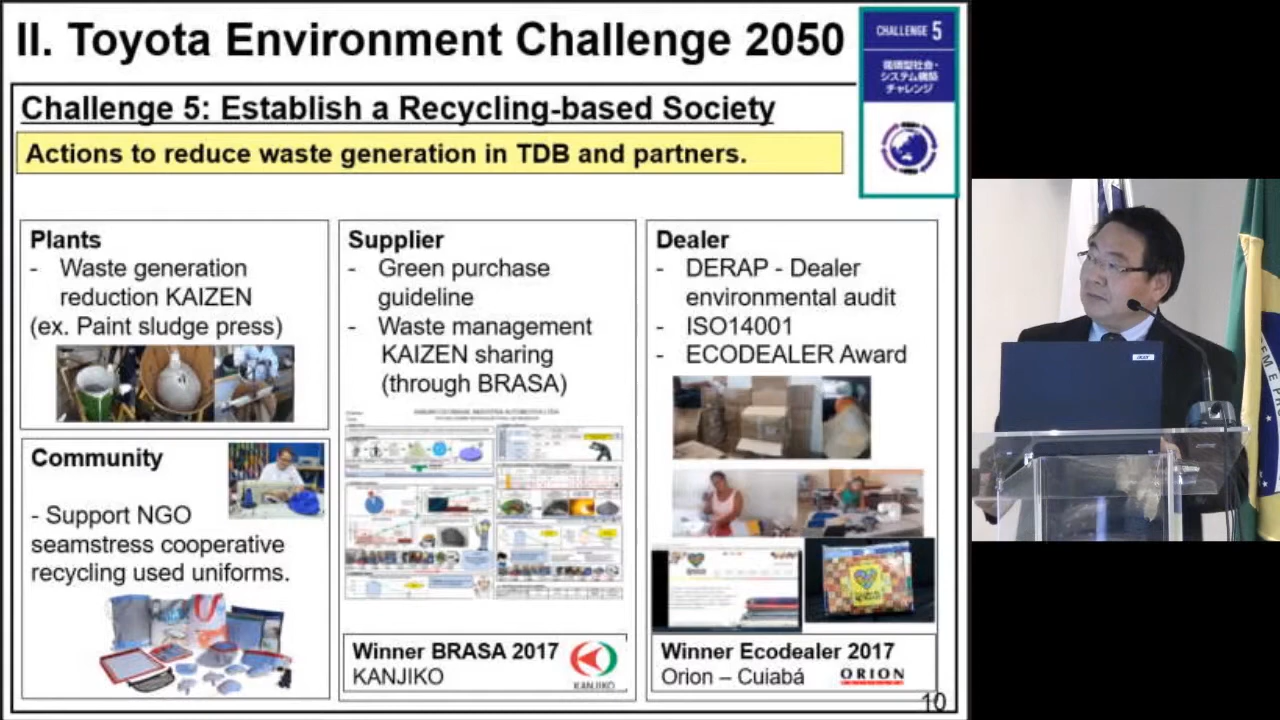 II. Toyota Environment Challenge 2050
CHALLENGE 5
循環型社会・
システム構築
チャレンジ
Challenge 5: Establish a Recycling-based Society
Actions to reduce waste generation in TDB and partners.
Plants
- Waste generation
reduction KAIZEN
(ex. Paint sludge press)
Community
- Support NGO
seamstress cooperative
recycling used uniforms.
Supplier
- Green purchase
guideline
- Waste management
KAIZEN sharing
(through BRASA)
Winner BRASA 2017
KANJIKO
KANJIKO
Dealer
- DERAP - Dealer
environmental audit
- ISO14001
- ECODEALER Award
Winner Ecodealer 2017
Orion – Cuiabá
ORION
10